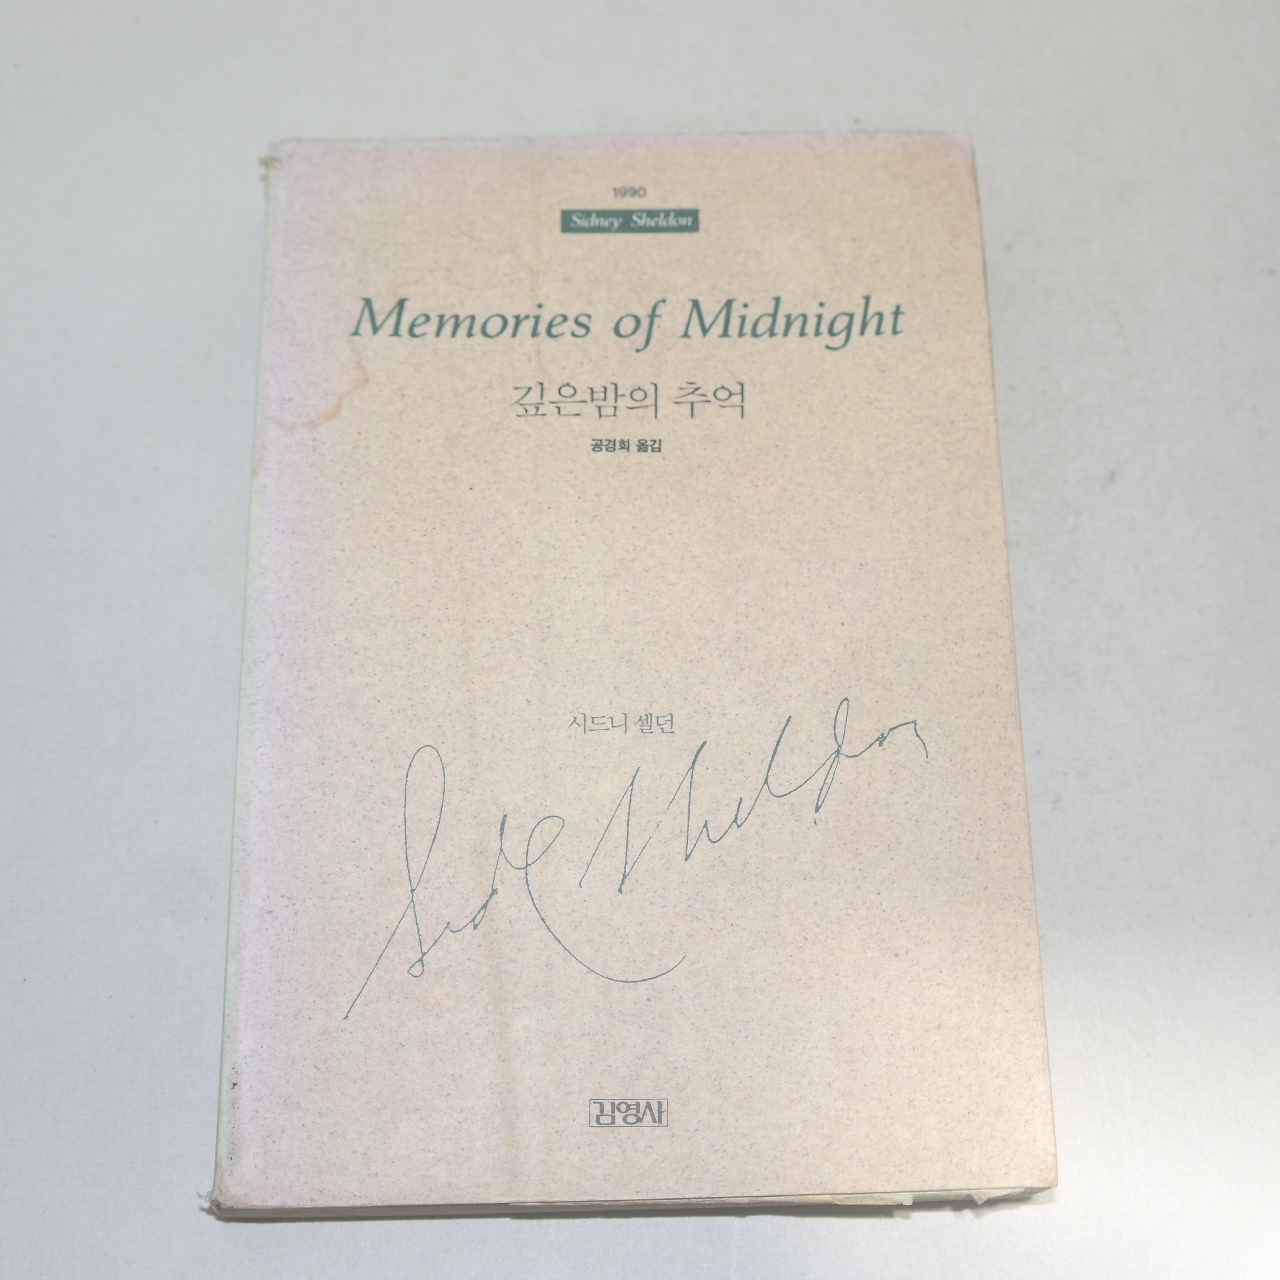 1990
Sidney Sheldon
Memories of Midnight
깊은밤의 추억
공경희 옮김
시드니 셀던
Sidney Sheldon
김영사